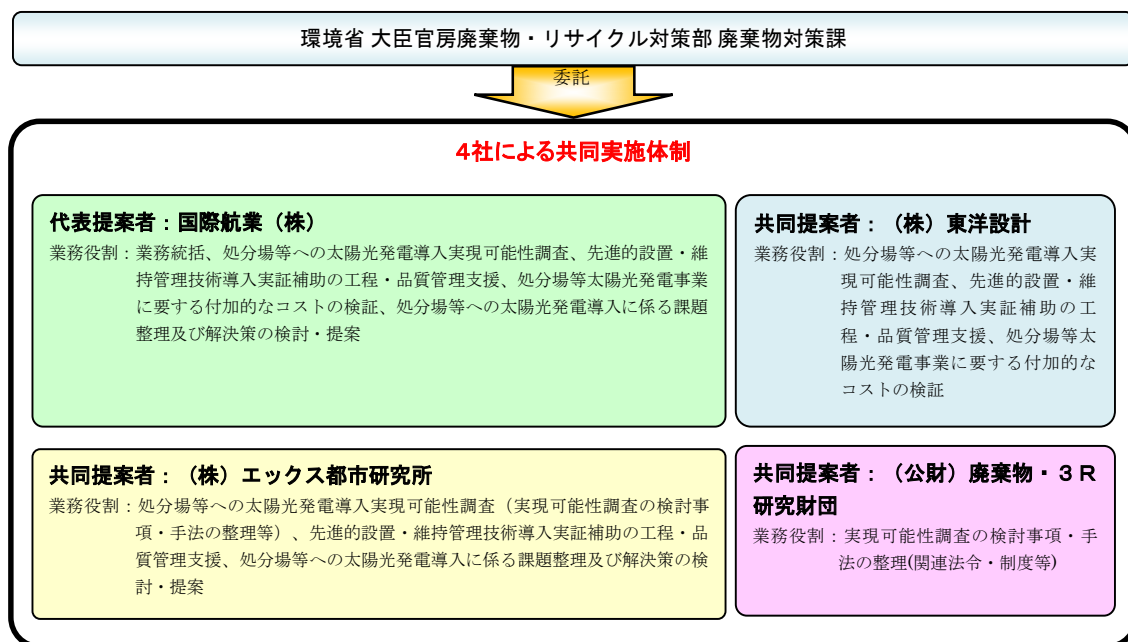 環境省 大臣官房廃棄物・リサイクル対策部 廃棄物対策課
委託
4社による共同実施体制
代表提案者：国際航業（株）
業務役割：業務統括、処分場等への太陽光発電導入実現可能性調査、先進的設置・維
持管理技術導入実証補助の工程・品質管理支援、処分場等太陽光発電事業
に要する付加的なコストの検証、処分場等への太陽光発電導入に係る課題
整理及び解決策の検討・提案
共同提案者：（株）東洋設計
業務役割：処分場等への太陽光発電導入実
現可能性調査、先進的設置・維
持管理技術導入実証補助の工
程・品質管理支援、処分場等太
陽光発電事業に要する付加的な
コストの検証
共同提案者：（株）エックス都市研究所
業務役割：処分場等への太陽光発電導入実現可能性調査（実現可能性調査の検討事
項・手法の整理等）、先進的設置・維持管理技術導入実証補助の工程・品
質管理支援、処分場等への太陽光発電導入に係る課題整理及び解決策の検
討・提案
共同提案者：（公財）廃棄物・３Ｒ
研究財団
業務役割：実現可能性調査の検討事項・手
法の整理(関連法令・制度等)